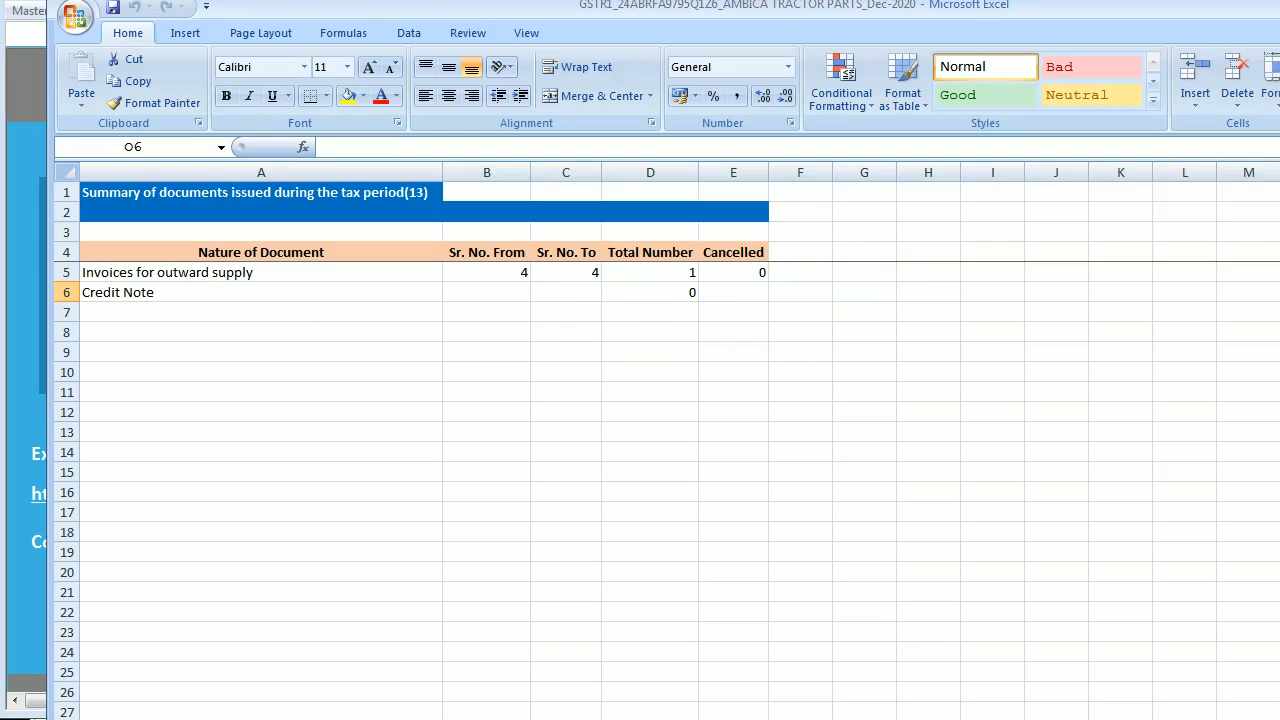 Master
GSTR1_24ABRFA9795Q1Z6_AMBICA TRACTOR PARTS_Dec-2020 - Microsoft Excel
Home Insert Page Layout Formulas Data Review View
Paste Cut Copy Format Painter
Calibri 11
B I U
Wrap Text
Merge & Center
General
% ,
Conditional Formatting
Format as Table
Normal Bad
Good Neutral
Insert Delete For
Clipboard Font Alignment Number Styles Cells
O6 fx
A B C D E F G H I J K L M
1 Summary of documents issued during the tax period(13)
2
3
4 Nature of Document Sr. No. From Sr. No. To Total Number Cancelled
5 Invoices for outward supply 4 4 1 0
6 Credit Note 0
7
8
9
10
11
12
13
14
15
16
17
18
19
20
21
22
23
24
25
26
27
Ex
ht